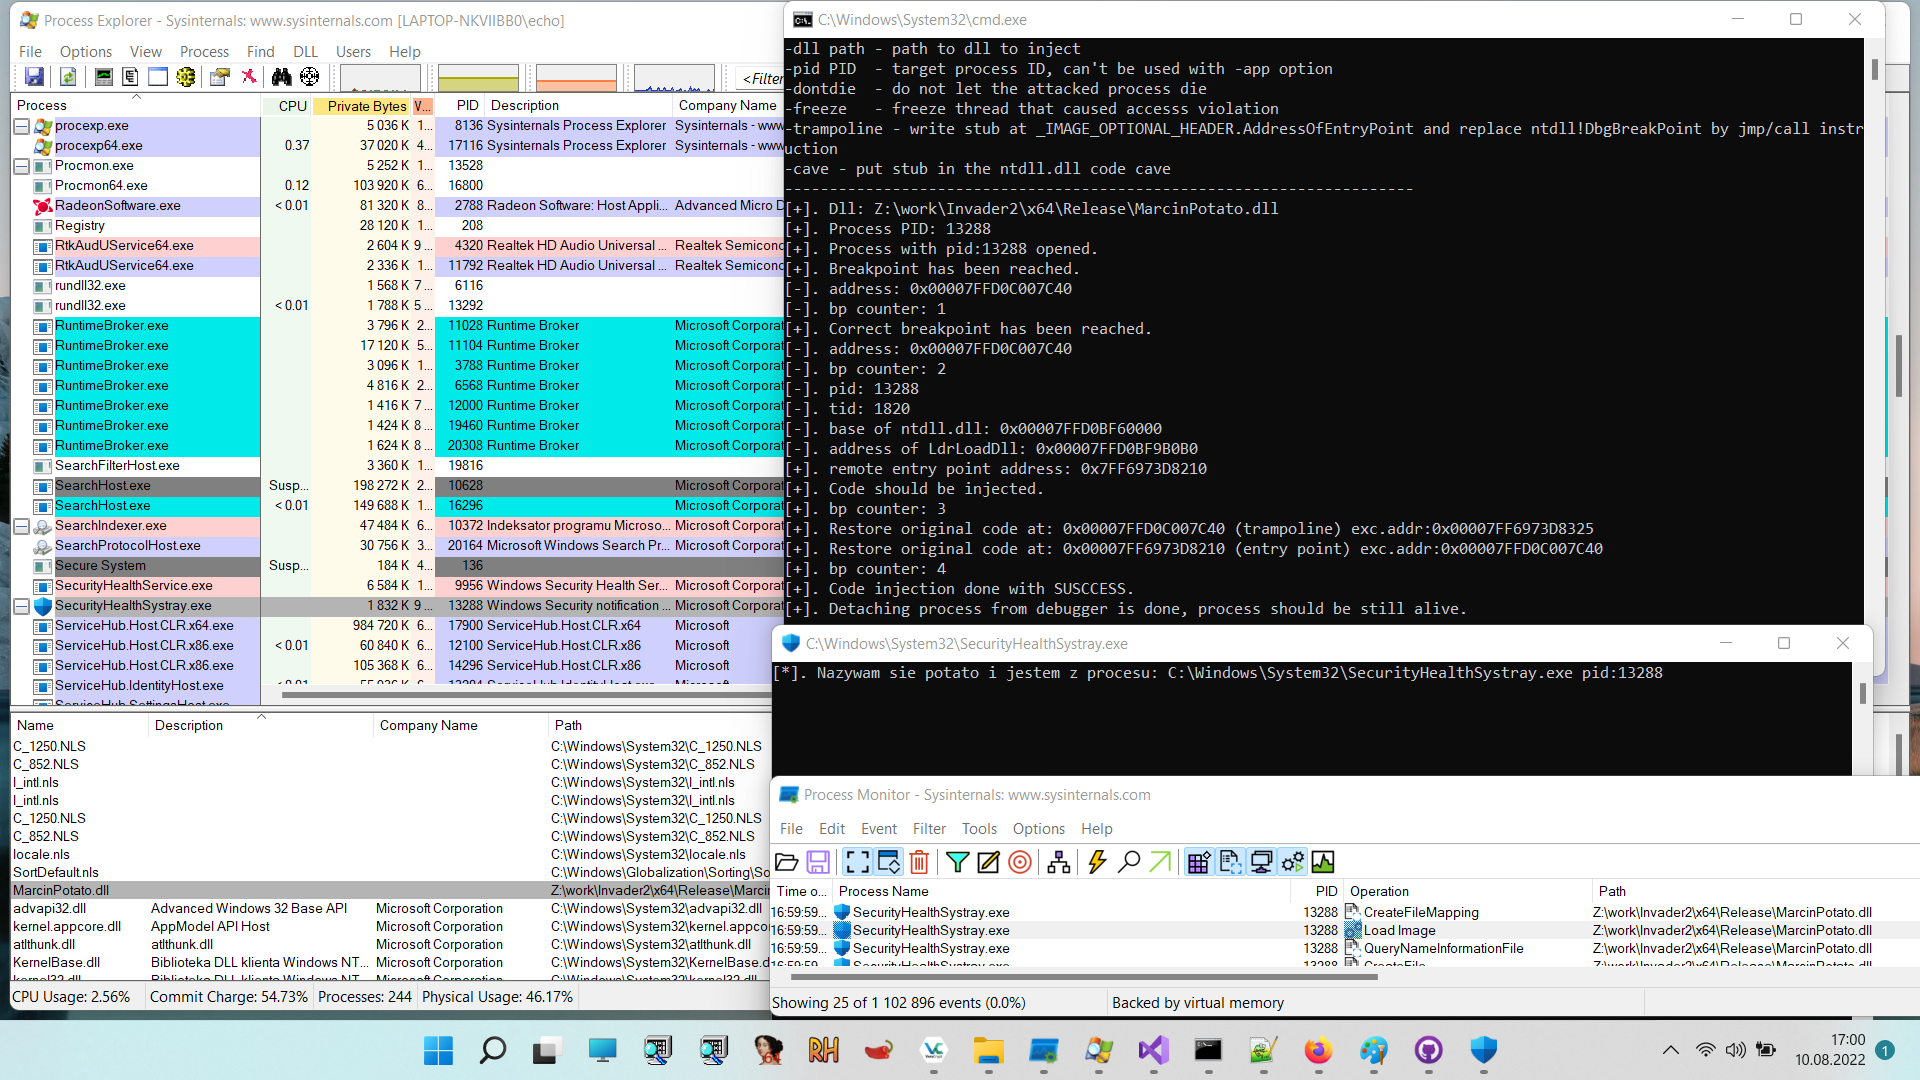 Process Explorer - Sysinternals: www.sysinternals.com [LAPTOP-NKVIIBB0\echo]
File Options View Process Find DLL Users Help
<Filter
Process CPU Private Bytes V... PID Description Company Name
procexp.exe 5 036 K 1... 8136 Sysinternals Process Explorer Sysinternals - www
procexp64.exe 0.37 37 020 K 4... 17116 Sysinternals Process Explorer Sysinternals - www
Procmon.exe 5 252 K 1... 13528
Procmon64.exe 0.12 103 920 K 6... 16800
RadeonSoftware.exe < 0.01 81 320 K 8... 2788 Radeon Software: Host Appli... Advanced Micro D
Registry 28 120 K 1... 208
RtkAudUService64.exe 2 604 K 9 ... 4320 Realtek HD Audio Universal ... Realtek Semicond
RtkAudUService64.exe 2 336 K 1... 11792 Realtek HD Audio Universal ... Realtek Semicond
rundll32.exe 1 568 K 7 ... 6116
rundll32.exe < 0.01 1 788 K 5 ... 13292
RuntimeBroker.exe 3 796 K 2... 11028 Runtime Broker Microsoft Corporat
RuntimeBroker.exe 17 120 K 5... 11104 Runtime Broker Microsoft Corporat
RuntimeBroker.exe 3 096 K 1... 3788 Runtime Broker Microsoft Corporat
RuntimeBroker.exe 4 816 K 2... 6568 Runtime Broker Microsoft Corporat
RuntimeBroker.exe 1 416 K 7 ... 12000 Runtime Broker Microsoft Corporat
RuntimeBroker.exe 1 424 K 8 ... 19460 Runtime Broker Microsoft Corporat
RuntimeBroker.exe 1 624 K 8 ... 20308 Runtime Broker Microsoft Corporat
SearchFilterHost.exe 3 360 K 1... 19816
SearchHost.exe Susp... 198 272 K 2... 10628 Microsoft Corporat
SearchHost.exe < 0.01 149 688 K 1... 16296 Microsoft Corporat
SearchIndexer.exe 47 484 K 6... 10372 Indeksator programu Microso... Microsoft Corporat
SearchProtocolHost.exe 30 756 K 3... 20164 Microsoft Windows Search Pr... Microsoft Corporat
Secure System Susp... 184 K 4... 136
SecurityHealthService.exe 6 584 K 1... 9956 Windows Security Health Ser... Microsoft Corporat
SecurityHealthSystray.exe 1 832 K 9 ... 13288 Windows Security notification ... Microsoft Corporat
ServiceHub.Host.CLR.x64.exe 984 720 K 6... 17900 ServiceHub.Host.CLR.x64 Microsoft
ServiceHub.Host.CLR.x86.exe < 0.01 60 840 K 6... 12100 ServiceHub.Host.CLR.x86 Microsoft
ServiceHub.Host.CLR.x86.exe 105 368 K 6... 14296 ServiceHub.Host.CLR.x86 Microsoft
ServiceHub.IdentityHost.exe
Name Description Company Name Path
C_1250.NLS C:\Windows\System32\C_1250.NLS
C_852.NLS C:\Windows\System32\C_852.NLS
l_intl.nls C:\Windows\System32\l_intl.nls
l_intl.nls C:\Windows\System32\l_intl.nls
C_1250.NLS C:\Windows\System32\C_1250.NLS
C_852.NLS C:\Windows\System32\C_852.NLS
locale.nls C:\Windows\System32\locale.nls
SortDefault.nls C:\Windows\Globalization\Sorting\So
MarcinPotato.dll Z:\work\Invader2\x64\Release\Marci
advapi32.dll Advanced Windows 32 Base API Microsoft Corporation C:\Windows\System32\advapi32.dll
kernel.appcore.dll AppModel API Host Microsoft Corporation C:\Windows\System32\kernel.appcore
atlthunk.dll atlthunk.dll Microsoft Corporation C:\Windows\System32\atlthunk.dll
KernelBase.dll Biblioteka DLL klienta Windows NT... Microsoft Corporation C:\Windows\System32\KernelBase.d
kernel32.dll Biblioteka DLL klienta Windows NT... Microsoft Corporation C:\Windows\System32\kernel32.dll
CPU Usage: 2.56% Commit Charge: 54.73% Processes: 244 Physical Usage: 46.17%
C:\Windows\System32\cmd.exe
-dll path - path to dll to inject
-pid PID - target process ID, can't be used with -app option
-dontdie - do not let the attacked process die
-freeze - freeze thread that caused accesss violation
-trampoline - write stub at _IMAGE_OPTIONAL_HEADER.AddressOfEntryPoint and replace ntdll!DbgBreakPoint by jmp/call instr
uction
-cave - put stub in the ntdll.dll code cave
----------------------------------------------------------------------
[+]. Dll: Z:\work\Invader2\x64\Release\MarcinPotato.dll
[+]. Process PID: 13288
[+]. Process with pid:13288 opened.
[+]. Breakpoint has been reached.
[-]. address: 0x00007FFD0C007C40
[-]. bp counter: 1
[+]. Correct breakpoint has been reached.
[-]. address: 0x00007FFD0C007C40
[-]. bp counter: 2
[-]. pid: 13288
[-]. tid: 1820
[-]. base of ntdll.dll: 0x00007FFD0BF60000
[-]. address of LdrLoadDll: 0x00007FFD0BF9B0B0
[+]. remote entry point address: 0x7FF6973D8210
[+]. Code should be injected.
[+]. bp counter: 3
[+]. Restore original code at: 0x00007FFD0C007C40 (trampoline) exc.addr:0x00007FF6973D8325
[+]. Restore original code at: 0x00007FF6973D8210 (entry point) exc.addr:0x00007FFD0C007C40
[+]. bp counter: 4
[+]. Code injection done with SUSCCESS.
[+]. Detaching process from debugger is done, process should be still alive.
C:\Windows\System32\SecurityHealthSystray.exe
[*]. Nazywam sie potato i jestem z procesu: C:\Windows\System32\SecurityHealthSystray.exe pid:13288
Process Monitor - Sysinternals: www.sysinternals.com
File Edit Event Filter Tools Options Help
Time o... Process Name PID Operation Path
16:59:59... SecurityHealthSystray.exe 13288 CreateFileMapping Z:\work\Invader2\x64\Release\MarcinPotato.dll
16:59:59... SecurityHealthSystray.exe 13288 Load Image Z:\work\Invader2\x64\Release\MarcinPotato.dll
16:59:59... SecurityHealthSystray.exe 13288 QueryNameInformationFile Z:\work\Invader2\x64\Release\MarcinPotato.dll
Showing 25 of 1 102 896 events (0.0%) Backed by virtual memory
RH
VC
17:00
10.08.2022
1